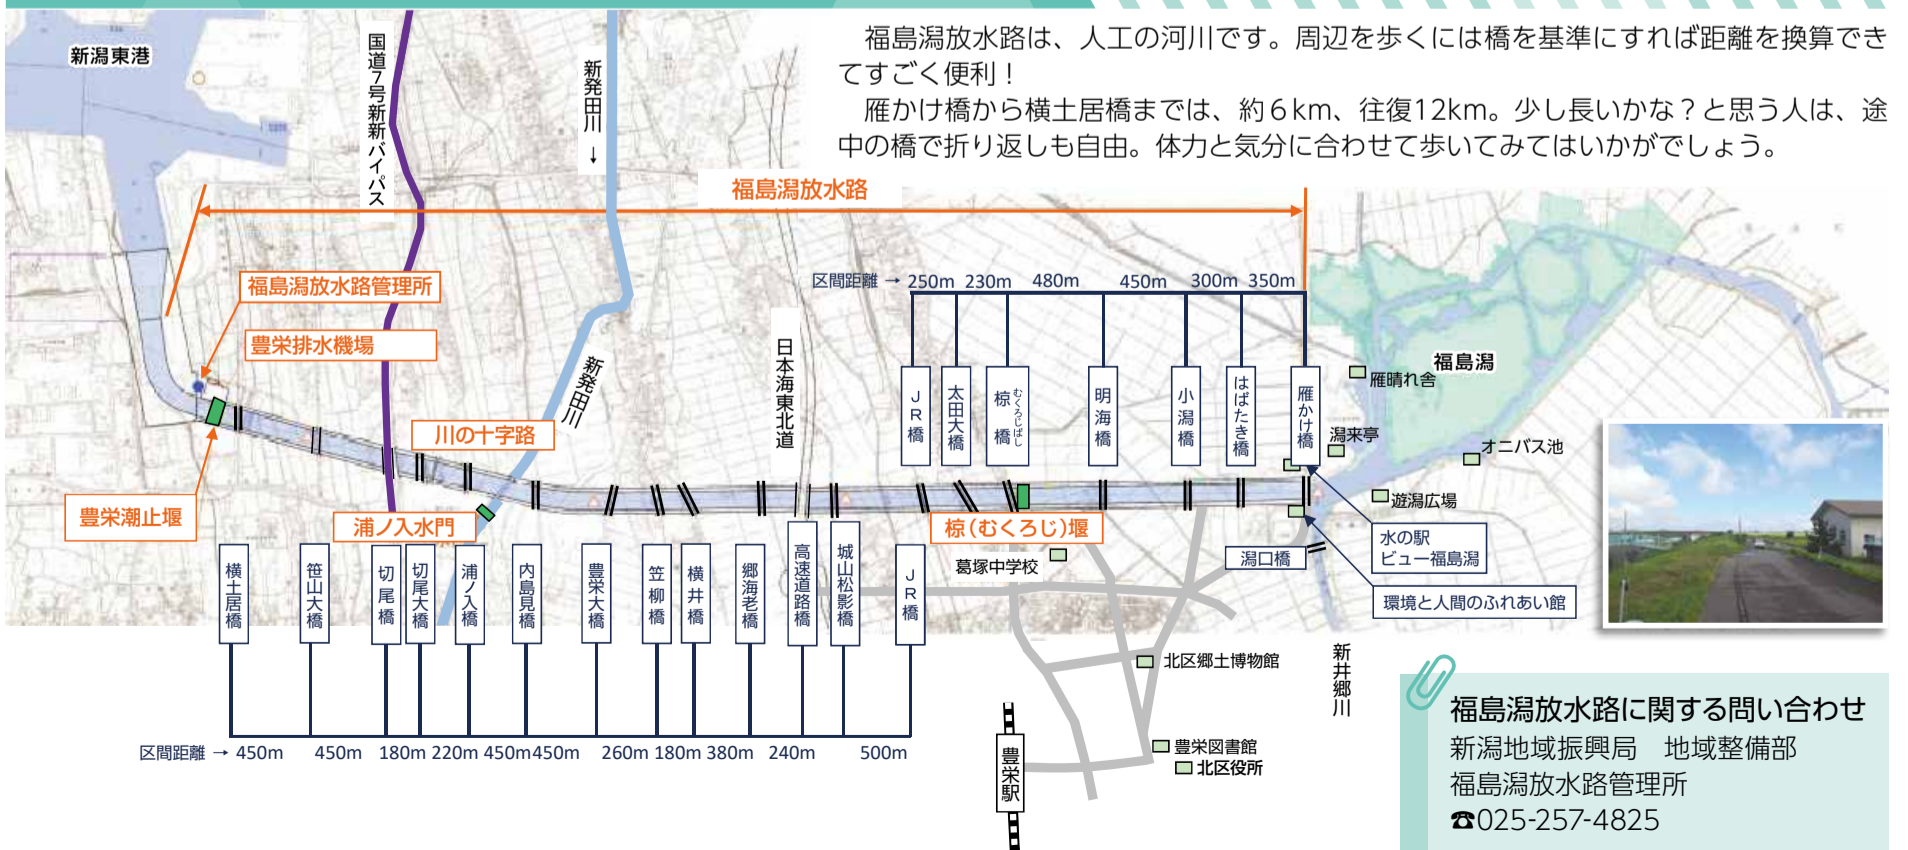 福島潟放水路は、人工の河川です。周辺を歩くには橋を基準にすれば距離を換算でき
てすごく便利！
雁かけ橋から横土居橋までは、約６km、往復12km。少し長いかな？と思う人は、途
中の橋で折り返しも自由。体力と気分に合わせて歩いてみてはいかがでしょう。
新潟東港
国道７号新新バイパス
新発田川 →
福島潟放水路
福島潟放水路管理所
豊栄排水機場
区間距離 → 250m 230m 480m 450m 300m 350m
ＪＲ橋
太田大橋
椋橋 むくろじばし
明海橋
小潟橋
はばたき橋
雁かけ橋
福島潟
雁晴れ舎
潟来亭
オニバス池
遊潟広場
新発田川
日本海東北道
川の十字路
豊栄潮止堰
浦ノ入水門
椋（むくろじ）堰
葛塚中学校
潟口橋
水の駅
ビュー福島潟
環境と人間のふれあい館
横土居橋
笹山大橋
切尾橋
切尾大橋
浦ノ入橋
内島見橋
豊栄大橋
笠柳橋
横井橋
郷海老橋
高速道路橋
城山松影橋
ＪＲ橋
区間距離 → 450m 450m 180m 220m 450m 450m 260m 180m 380m 240m 500m
北区郷土博物館
新井郷川
豊栄図書館
北区役所
豊栄駅
福島潟放水路に関する問い合わせ
新潟地域振興局　地域整備部
福島潟放水路管理所
☎025-257-4825